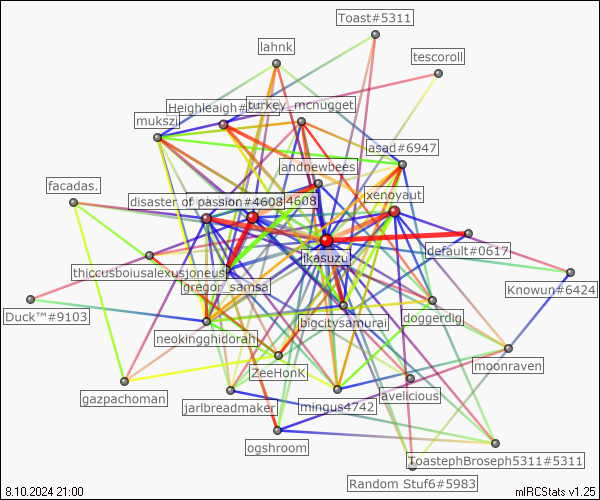 Toast#5311
lahnk
tescoroll
Heighleaigh#
turkey_mcnugget
mukszi
asad#6947
andnewbees
facadas.
disaster of passion#4608
4608
xenoyaut
default#0617
ikasuzu
thiccusboiusalexusjoneus
gregor_samsa
Knowun#6424
Duck™#9103
bigcitysamurai
doggerdig
neokingghidorah
ZeeHonK
moonraven
gazpachoman
jarlbreadmaker
mingus4742
avelicious
ogshroom
ToastephBroseph5311#5311
Random Stuf6#5983
8.10.2024 21:00
mIRCStats v1.25